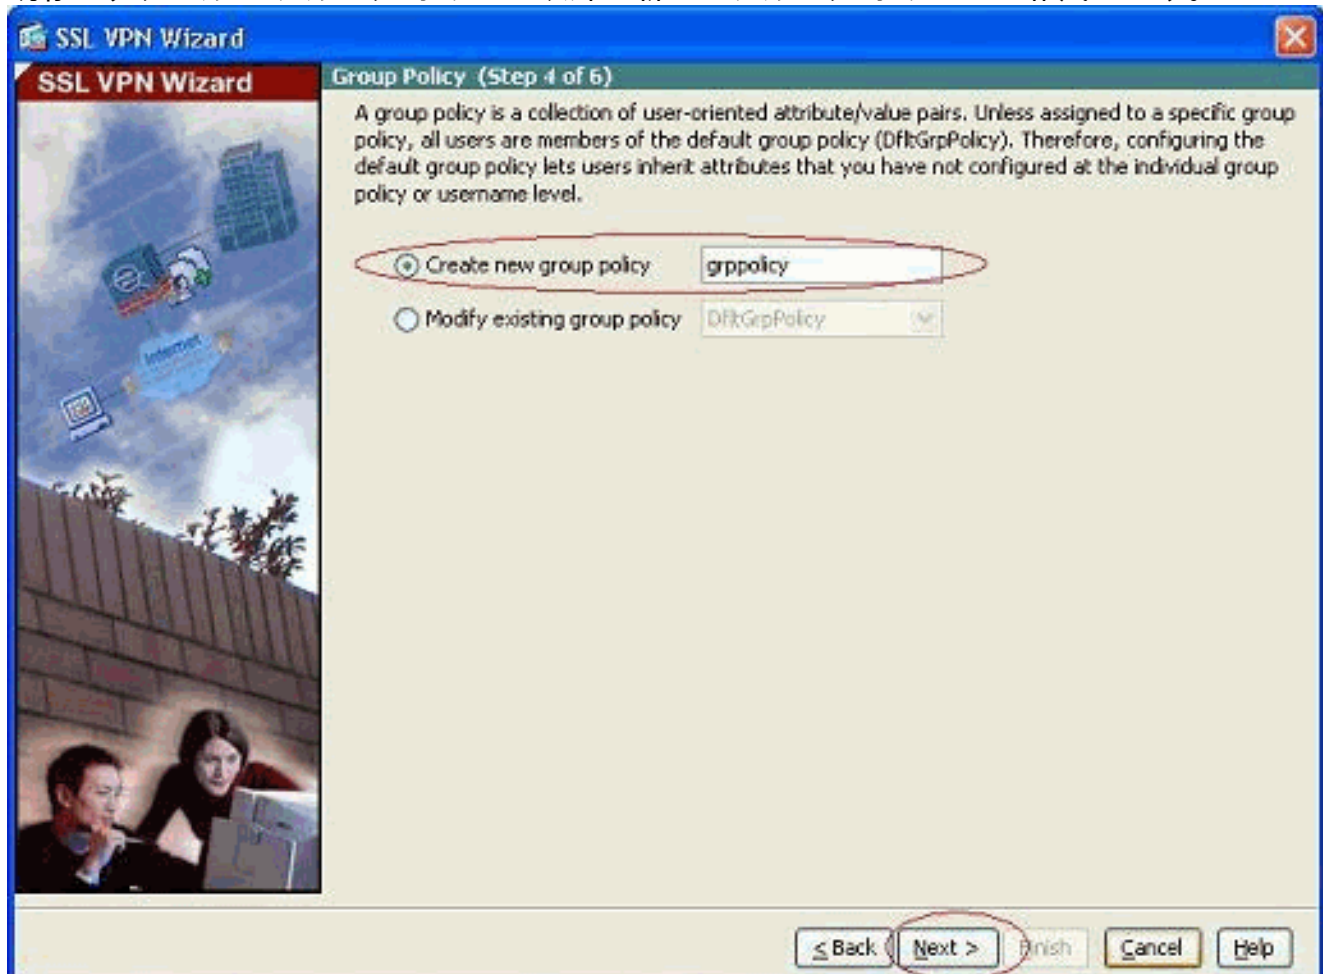 SSL VPN Wizard
SSL VPN Wizard
Group Policy (Step 4 of 6)
A group policy is a collection of user-oriented attribute/value pairs. Unless assigned to a specific group
policy, all users are members of the default group policy (DfltGrpPolicy). Therefore, configuring the
default group policy lets users inherit attributes that you have not configured at the individual group
policy or username level.
Create new group policy grppolicy
Modify existing group policy DfltGrpPolicy
Internet
< Back Next > Finish Cancel Help